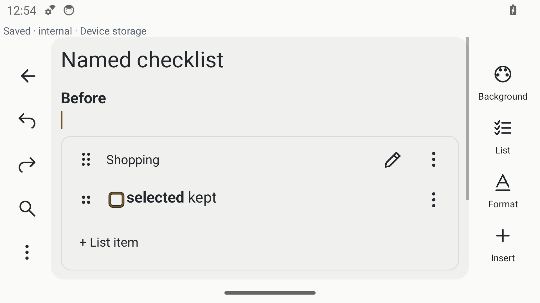 12:54
Saved · internal · Device storage
Named checklist
Before
Shopping
selected kept
+ List item
Background
List
Format
Insert